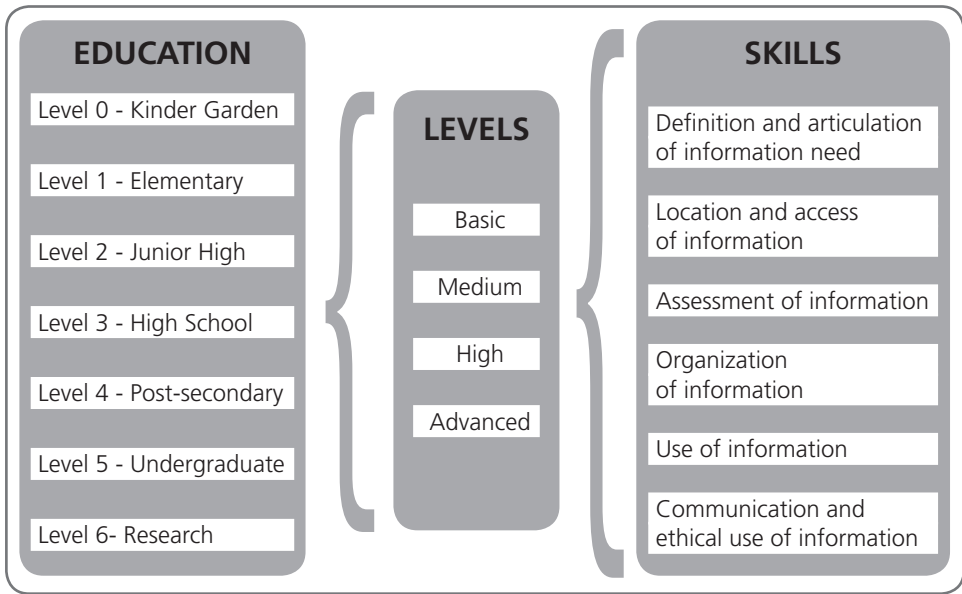 EDUCATION
Level 0 - Kinder Garden
Level 1 - Elementary
Level 2 - Junior High
Level 3 - High School
Level 4 - Post-secondary
Level 5 - Undergraduate
Level 6- Research
LEVELS
Basic
Medium
High
Advanced
SKILLS
Definition and articulation
of information need
Location and access
of information
Assessment of information
Organization
of information
Use of information
Communication and
ethical use of information